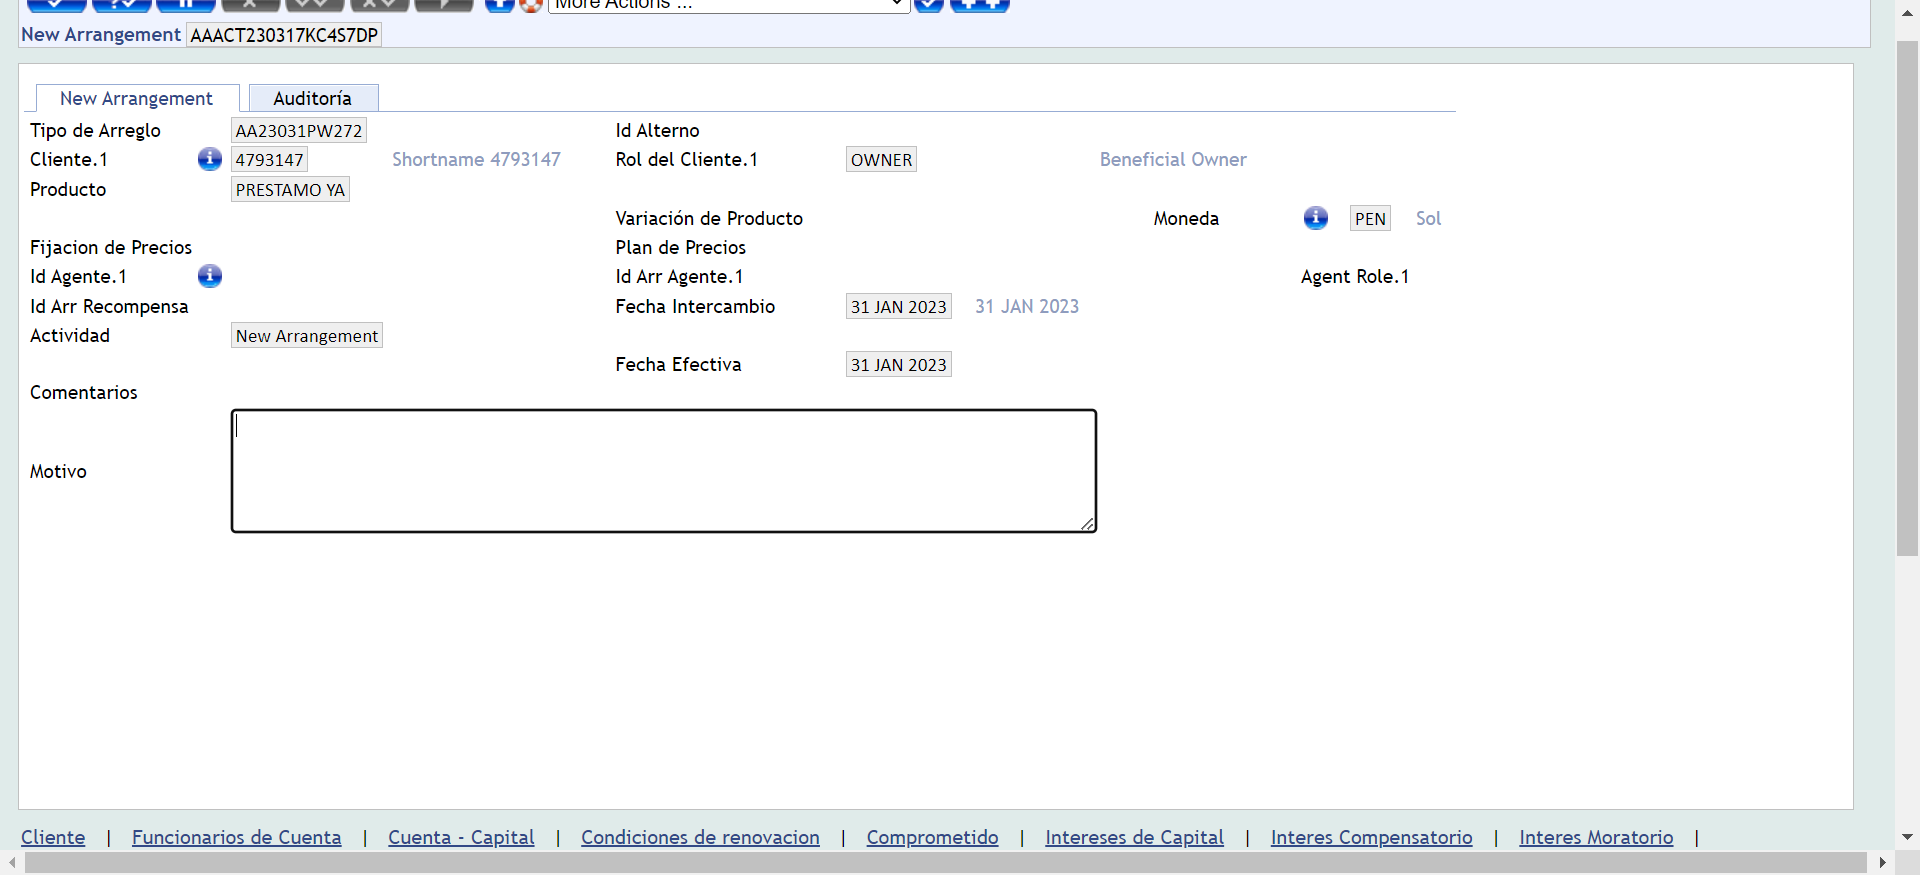 More Actions ...
New Arrangement AAACT230317KC4S7DP
New Arrangement Auditoría
Tipo de Arreglo AA23031PW272 Id Alterno
Cliente.1 4793147 Shortname 4793147 Rol del Cliente.1 OWNER Beneficial Owner
Producto PRESTAMO YA
Variación de Producto Moneda PEN Sol
Fijacion de Precios Plan de Precios
Id Agente.1 Id Arr Agente.1 Agent Role.1
Id Arr Recompensa Fecha Intercambio 31 JAN 2023 31 JAN 2023
Actividad New Arrangement
Fecha Efectiva 31 JAN 2023
Comentarios
Motivo
Cliente | Funcionarios de Cuenta | Cuenta - Capital | Condiciones de renovacion | Comprometido | Intereses de Capital | Interes Compensatorio | Interes Moratorio |